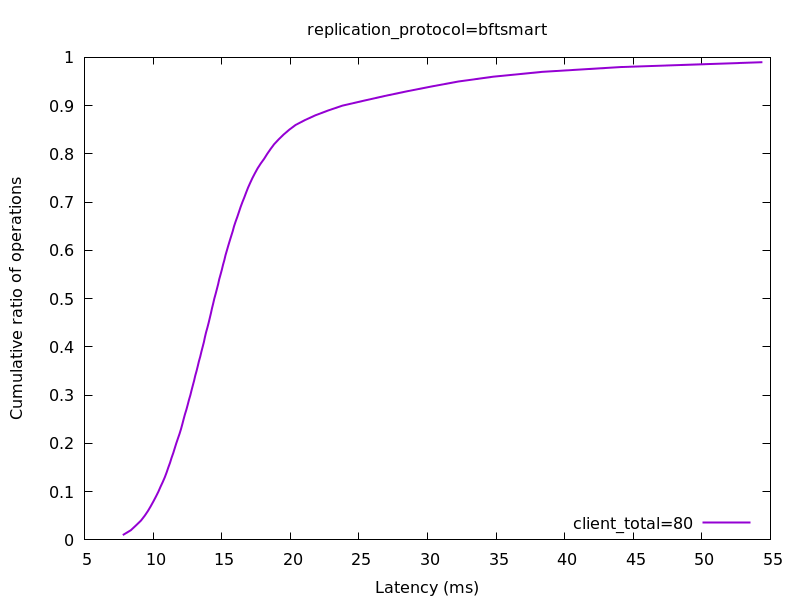 replication_protocol=bftsmart
1
0.9
0.8
0.7
0.6
0.5
0.4
0.3
0.2
0.1
0
Cumulative ratio of operations
client_total=80
5 10 15 20 25 30 35 40 45 50 55
Latency (ms)